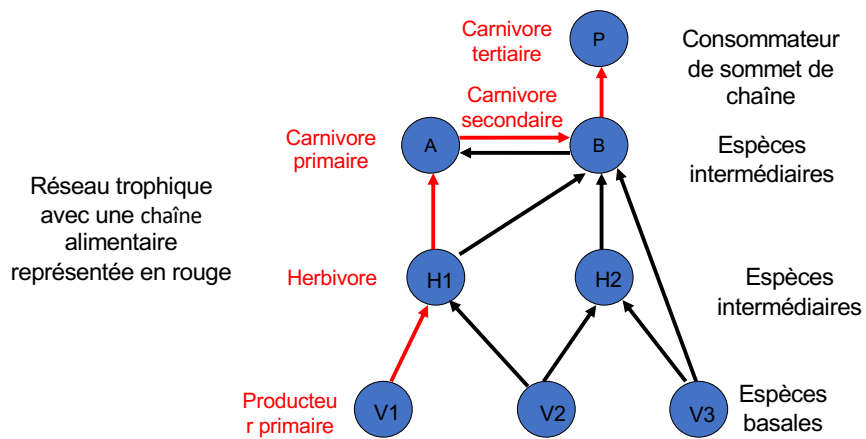 Carnivore
tertiaire
P
Consommateur
de sommet de
chaîne
Carnivore
secondaire
Carnivore
primaire
A
B
Espèces
intermédiaires
Réseau trophique
avec une chaîne
alimentaire
représentée en rouge
Herbivore
H1
H2
Espèces
intermédiaires
Producteu
r primaire
V1
V2
V3
Espèces
basales